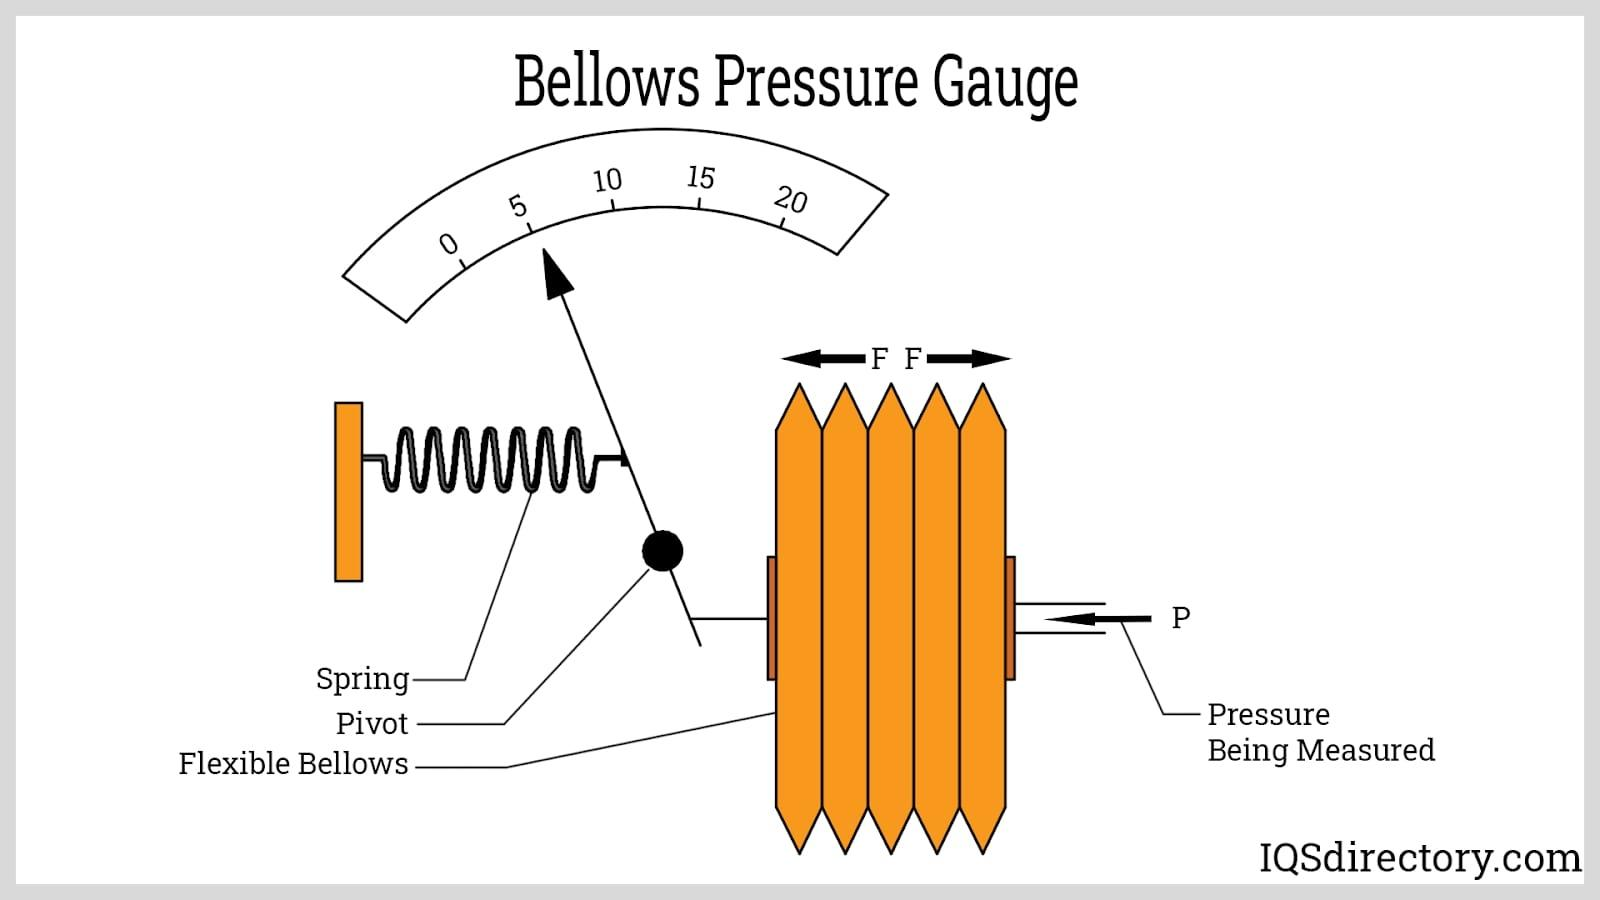 Bellows Pressure Gauge
0 5 10 15 20
F F
P
Spring
Pivot
Flexible Bellows
Pressure
Being Measured
IQSdirectory.com